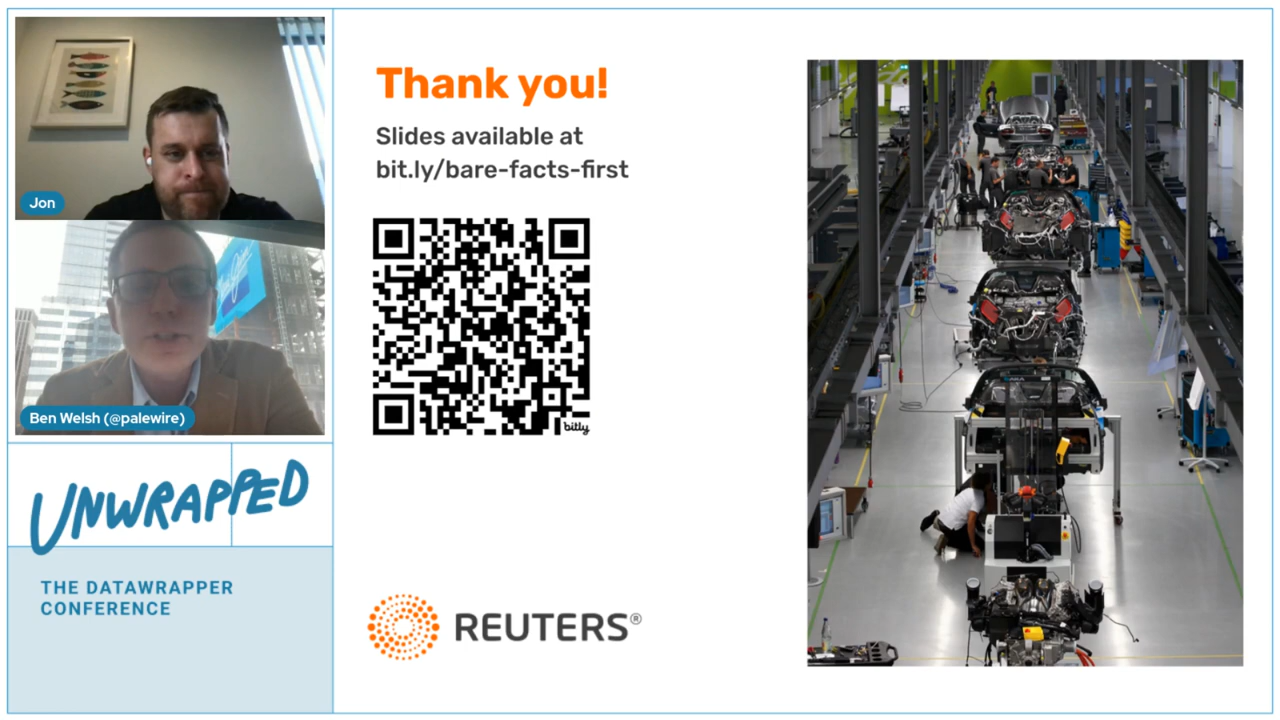 Thank you!
Slides available at
bit.ly/bare-facts-first
bitly
REUTERS®
Jon
Ben Welsh (@palewire)
UNWRAPPED
THE DATAWRAPPER
CONFERENCE